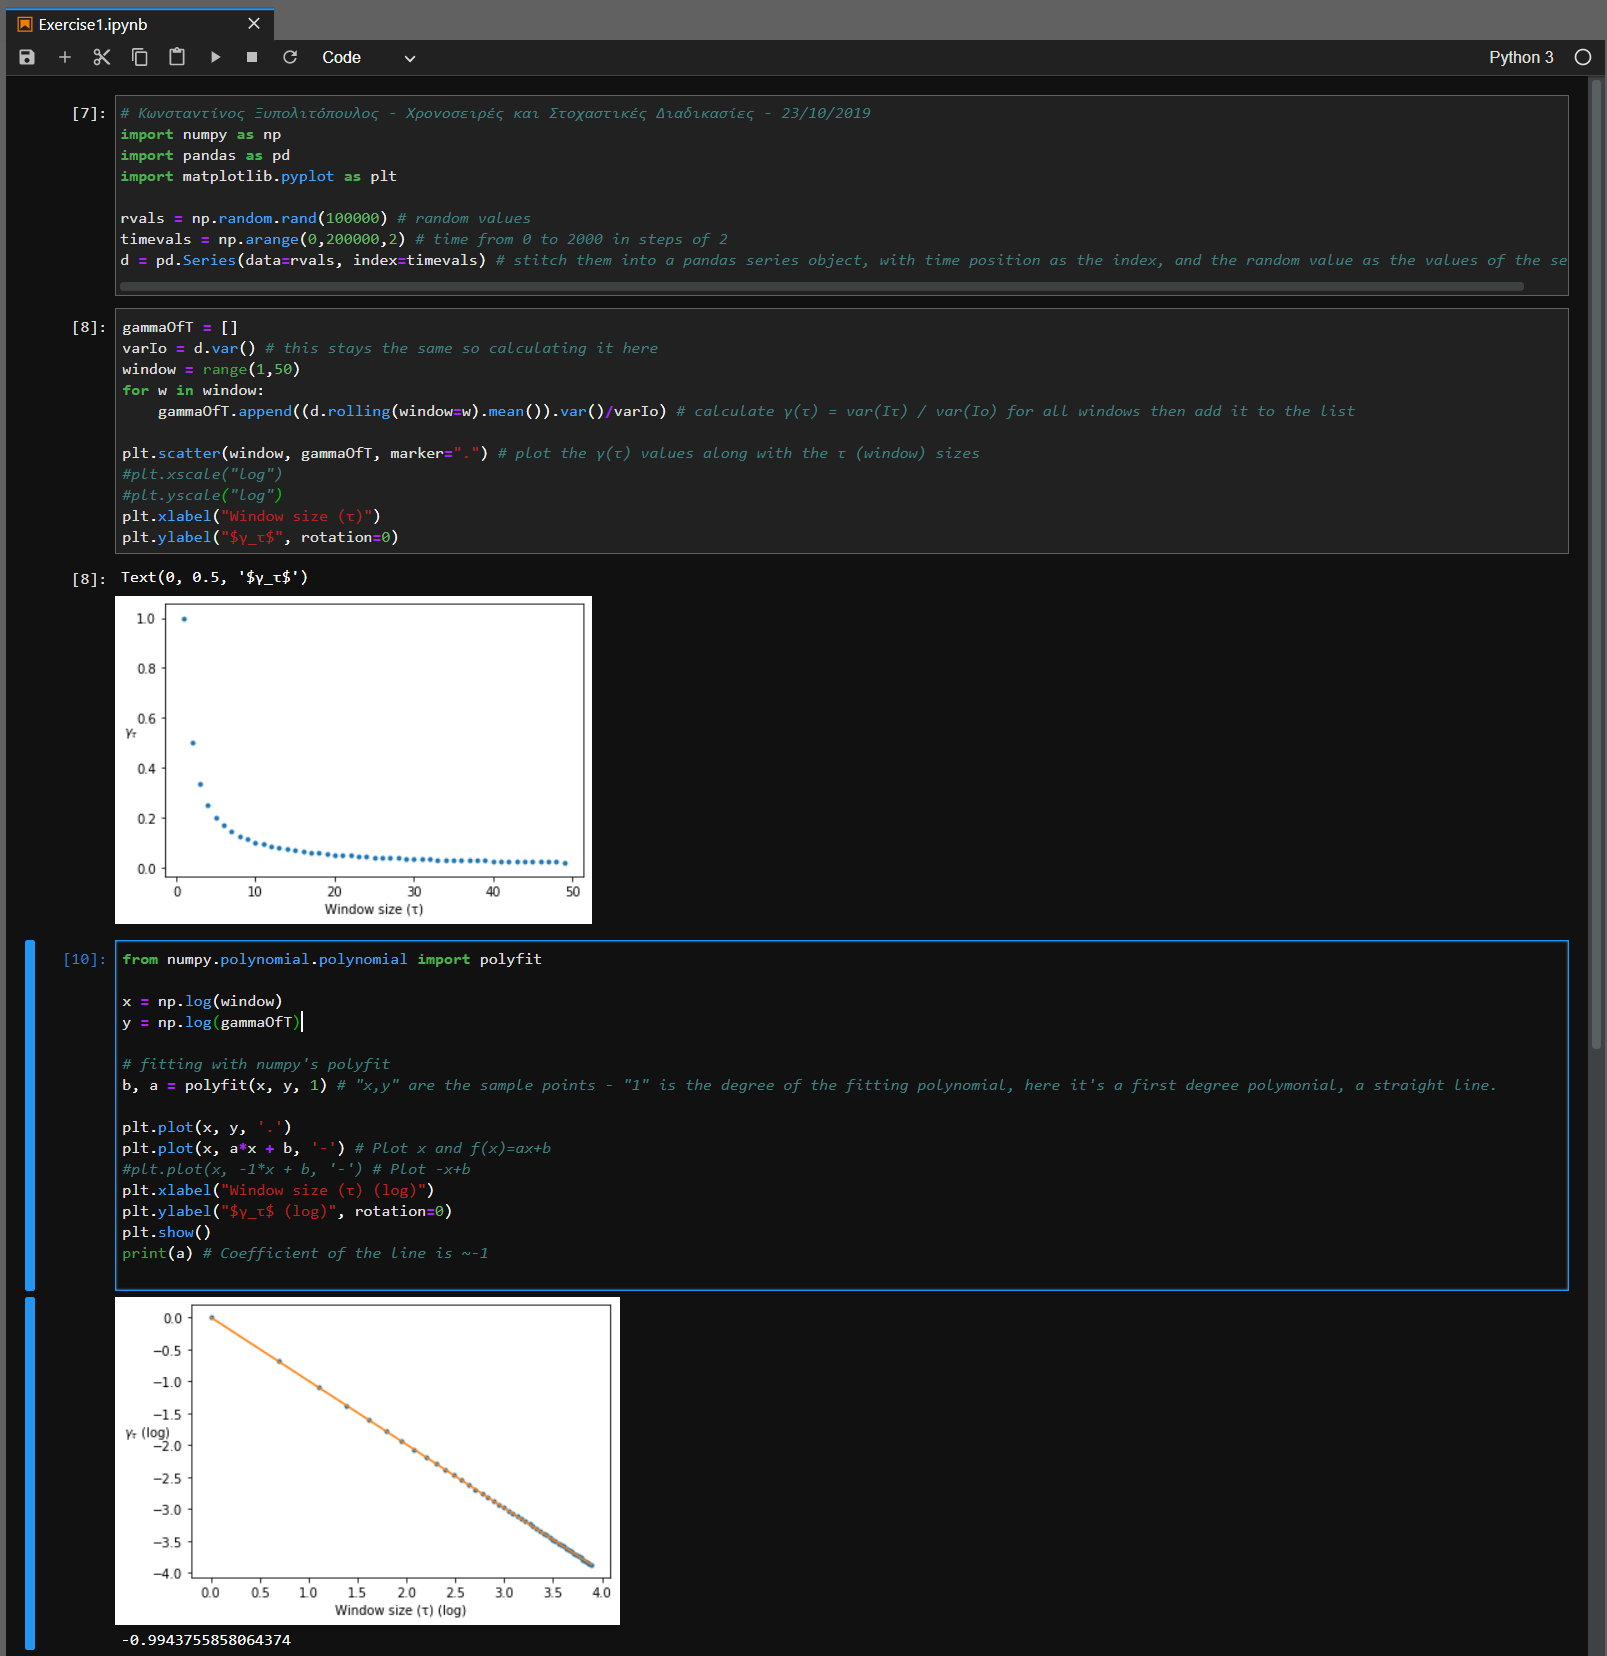 Exercise1.ipynb
Code
Python 3
[7]:
# Κωνσταντίνος Ξυπολιτόπουλος - Χρονοσειρές και Στοχαστικές Διαδικασίες - 23/10/2019
import numpy as np
import pandas as pd
import matplotlib.pyplot as plt
rvals = np.random.rand(100000) # random values
timevals = np.arange(0,200000,2) # time from 0 to 2000 in steps of 2
d = pd.Series(data=rvals, index=timevals) # stitch them into a pandas series object, with time position as the index, and the random value as the values of the se
[8]:
gammaOfT = []
varIo = d.var() # this stays the same so calculating it here
window = range(1,50)
for w in window:
    gammaOfT.append((d.rolling(window=w).mean()).var()/varIo) # calculate γ(τ) = var(Iτ) / var(Io) for all windows then add it to the list
plt.scatter(window, gammaOfT, marker=".") # plot the γ(τ) values along with the τ (window) sizes
#plt.xscale("log")
#plt.yscale("log")
plt.xlabel("Window size (τ)")
plt.ylabel("$γ_τ$", rotation=0)
[8]:
Text(0, 0.5, '$γ_τ$')
1.0
0.8
0.6
γτ
0.4
0.2
0.0
0 10 20 30 40 50
Window size (τ)
[10]:
from numpy.polynomial.polynomial import polyfit
x = np.log(window)
y = np.log(gammaOfT)
# fitting with numpy's polyfit
b, a = polyfit(x, y, 1) # "x,y" are the sample points - "1" is the degree of the fitting polynomial, here it's a first degree polymonial, a straight line.
plt.plot(x, y, '.')
plt.plot(x, a*x + b, '-') # Plot x and f(x)=ax+b
#plt.plot(x, -1*x + b, '-') # Plot -x+b
plt.xlabel("Window size (τ) (log)")
plt.ylabel("$γ_τ$ (log)", rotation=0)
plt.show()
print(a) # Coefficient of the line is ~-1
0.0
−0.5
−1.0
−1.5
γτ (log)
−2.0
−2.5
−3.0
−3.5
−4.0
0.0 0.5 1.0 1.5 2.0 2.5 3.0 3.5 4.0
Window size (τ) (log)
-0.9943755858064374